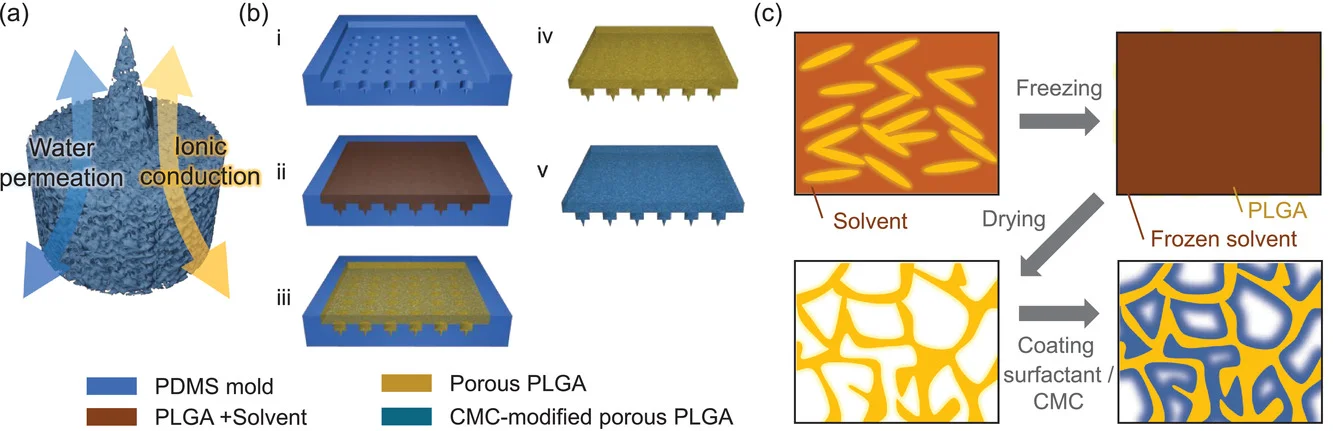 (a)
Water
permeation
Ionic
conduction
(b)
i
ii
iii
iv
v
PDMS mold
PLGA +Solvent
Porous PLGA
CMC-modified porous PLGA
(c)
Freezing
Solvent
Drying
PLGA
Frozen solvent
Coating
surfactant /
CMC